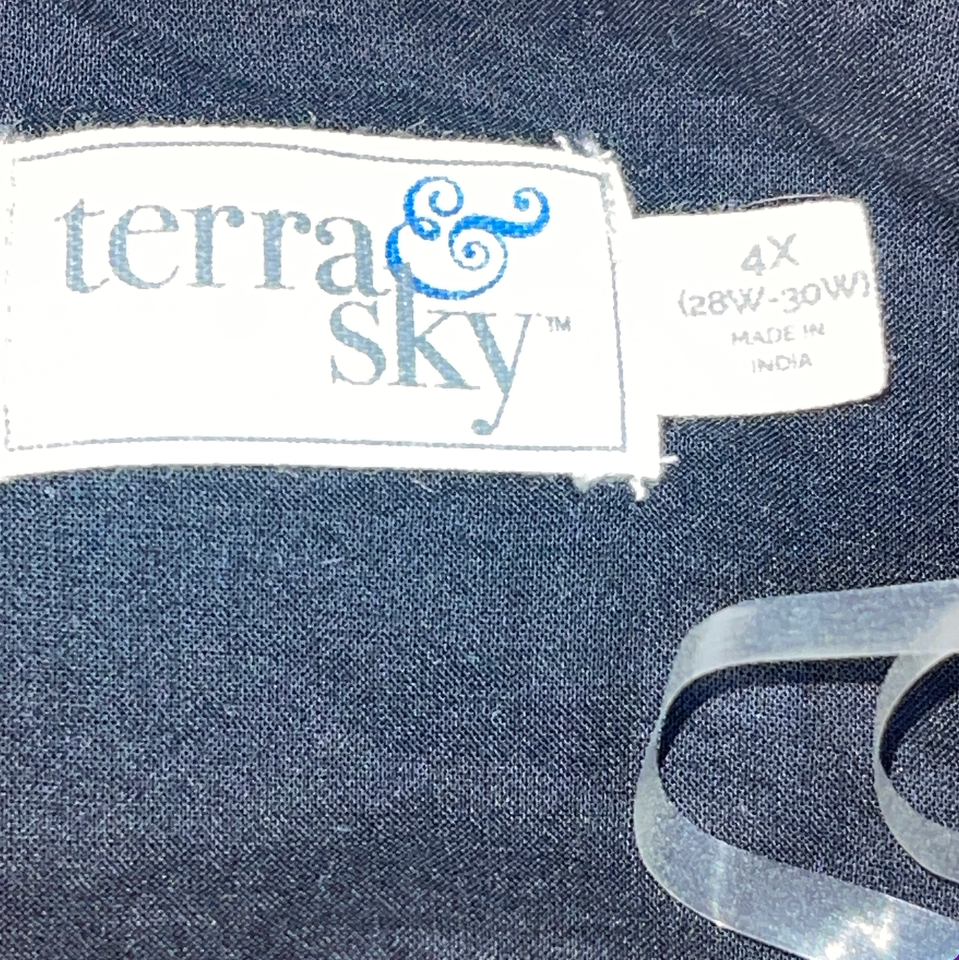 terra &
sky™
4X
(28W-30W)
MADE IN
INDIA